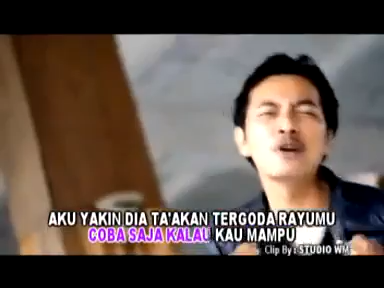 AKU YAKIN DIA TA'AKAN TERGODA RAYUMU
COBA SAJA KALAU KAU MAMPU
Clip By : STUDIO WM